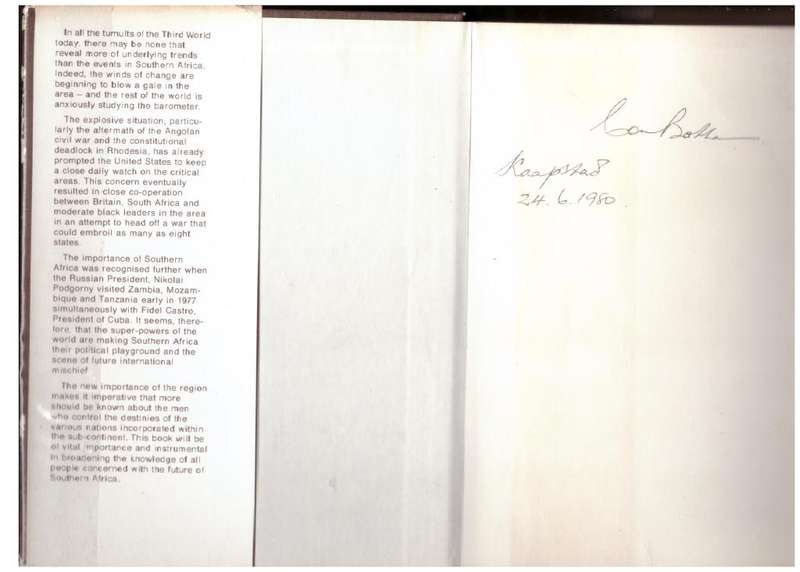 In all the tumults of the Third World
today, there may be none that
reveal more of underlying trends
than the events in Southern Africa.
Indeed, the winds of change are
beginning to blow a gale in the
area – and the rest of the world is
anxiously studying the barometer.
The explosive situation, particu-
larly the aftermath of the Angolan
civil war and the constitutional
deadlock in Rhodesia, has already
prompted the United States to keep
a close daily watch on the critical
areas. This concern eventually
resulted in close co-operation
between Britain, South Africa and
moderate black leaders in the area
in an attempt to head off a war that
could embroil as many as eight
states.
The importance of Southern
Africa was recognised further when
the Russian President, Nikolai
Podgorny visited Zambia, Mozam-
bique and Tanzania early in 1977
simultaneously with Fidel Castro,
President of Cuba. It seems, there-
fore, that the super-powers of the
world are making Southern Africa
their political playground and the
scene of future international
mischief
The new importance of the region
makes it imperative that more
should be known about the men
who control the destinies of the
various nations incorporated within
the sub-continent. This book will be
of vital importance and instrumental
in broadening the knowledge of all
people concerned with the future of
Southern Africa.
Botha
Kaapstad
24.6.1980